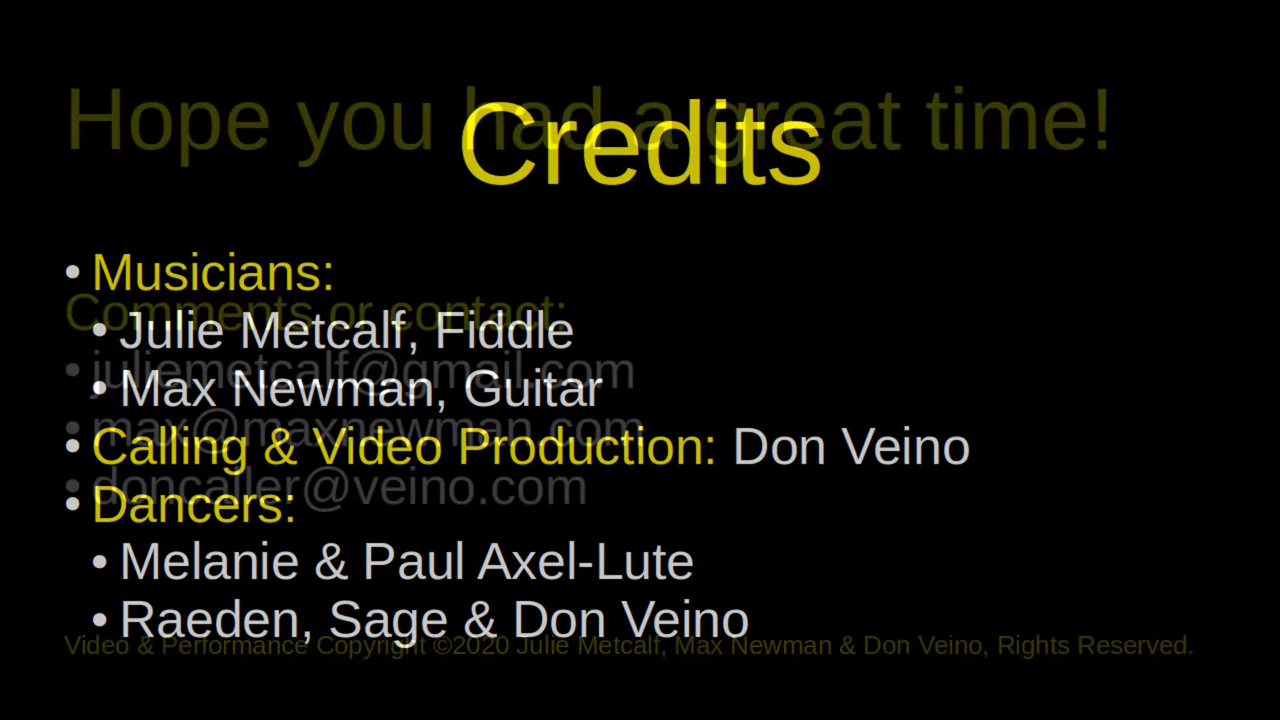 Hope you had a great time!
Credits
• Musicians:
Comments or contact:
• Julie Metcalf, Fiddle
• juliemetcalf@gmail.com
• Max Newman, Guitar
• max@maxnewman.com
• Calling & Video Production: Don Veino
• doncaller@veino.com
• Dancers:
• Melanie & Paul Axel-Lute
• Raeden, Sage & Don Veino
Video & Performance Copyright ©2020 Julie Metcalf, Max Newman & Don Veino, Rights Reserved.